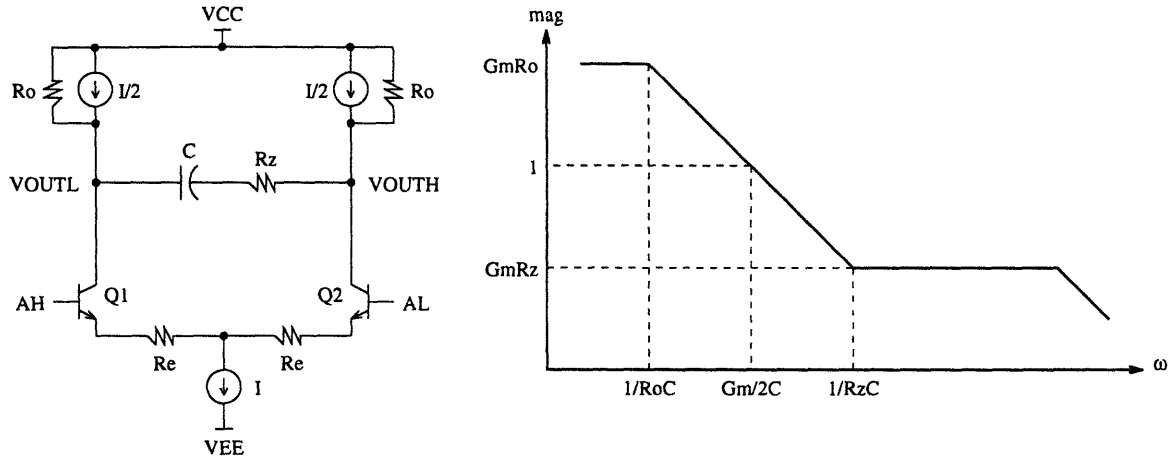 VCC
Ro
I/2
I/2
Ro
C
Rz
VOUTL
VOUTH
AH
Q1
Q2
AL
Re
Re
I
VEE
mag
GmRo
1
GmRz
1/RoC
Gm/2C
1/RzC
ω